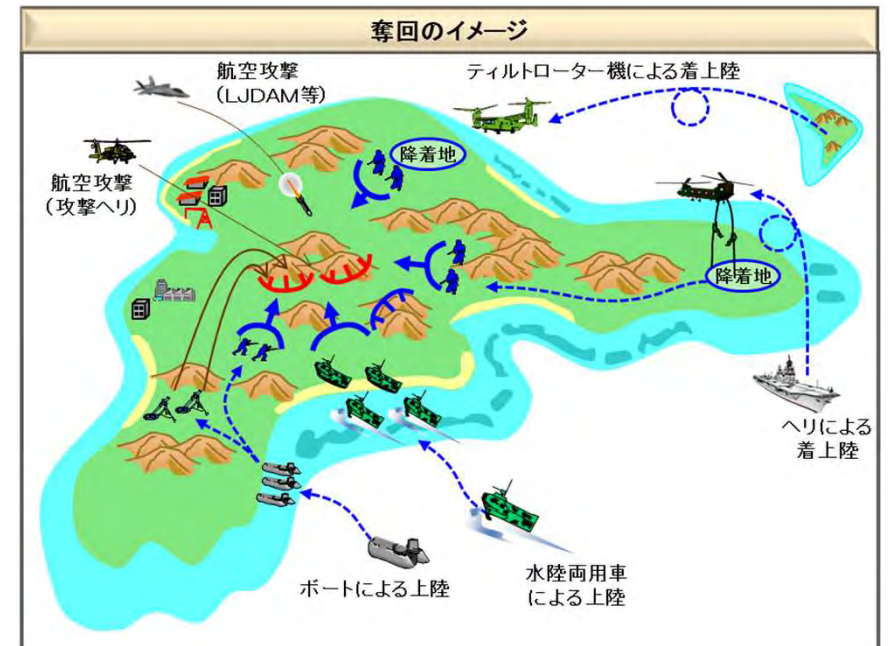 奪回のイメージ
航空攻撃
（LJDAM等）
ティルトローター機による着上陸
降着地
航空攻撃
（攻撃ヘリ）
降着地
ヘリによる
着上陸
ボートによる上陸
水陸両用車
による上陸